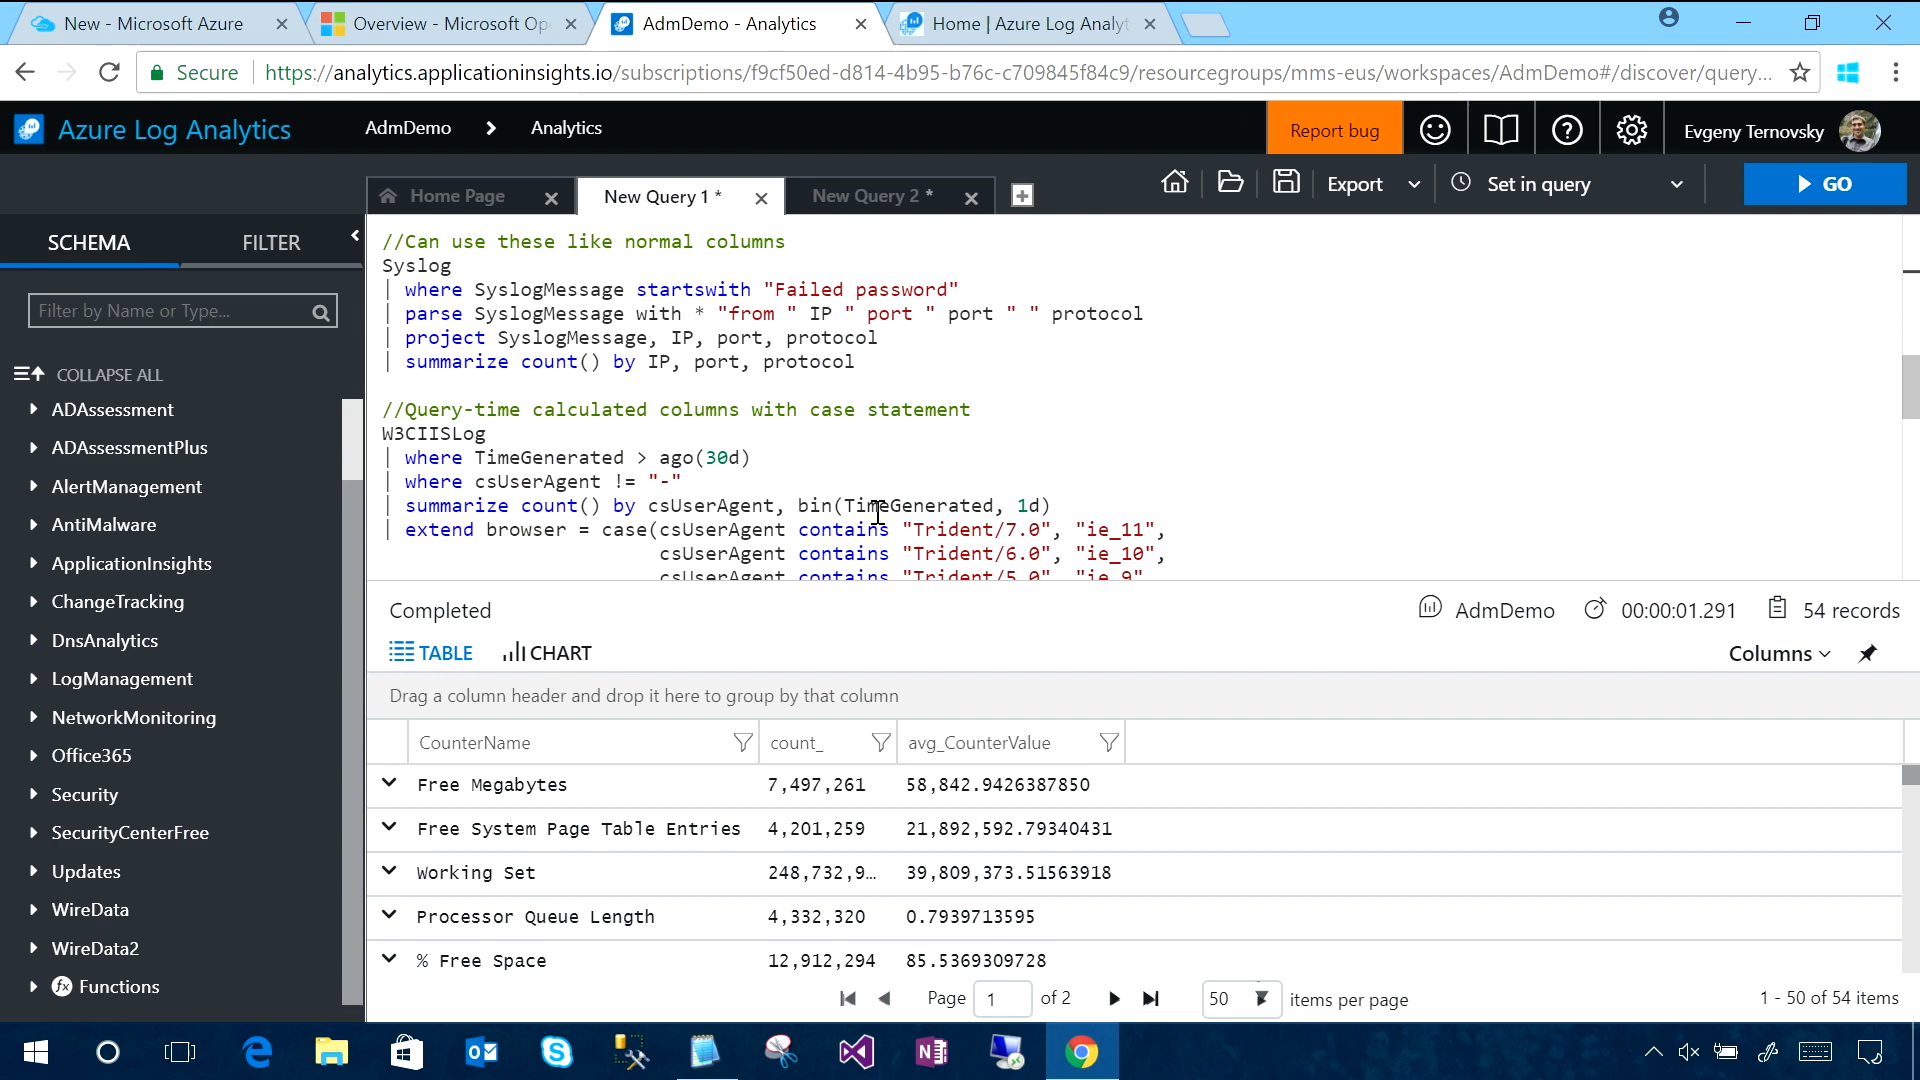 New - Microsoft Azure
Overview - Microsoft Op
AdmDemo - Analytics
Home | Azure Log Analyt
Secure
https://analytics.applicationinsights.io/subscriptions/f9cf50ed-d814-4b95-b76c-c709845f84c9/resourcegroups/mms-eus/workspaces/AdmDemo#/discover/query...
Azure Log Analytics
AdmDemo > Analytics
Report bug
Evgeny Ternovsky
Home Page
New Query 1 *
New Query 2 *
Export
Set in query
GO
SCHEMA
FILTER
Filter by Name or Type...
COLLAPSE ALL
ADAssessment
ADAssessmentPlus
AlertManagement
AntiMalware
ApplicationInsights
ChangeTracking
DnsAnalytics
LogManagement
NetworkMonitoring
Office365
Security
SecurityCenterFree
Updates
WireData
WireData2
fx Functions
//Can use these like normal columns
Syslog
| where SyslogMessage startswith "Failed password"
| parse SyslogMessage with * "from " IP " port " port " " protocol
| project SyslogMessage, IP, port, protocol
| summarize count() by IP, port, protocol
//Query-time calculated columns with case statement
W3CIISLog
| where TimeGenerated > ago(30d)
| where csUserAgent != "-"
| summarize count() by csUserAgent, bin(TimeGenerated, 1d)
| extend browser = case(csUserAgent contains "Trident/7.0", "ie_11",
csUserAgent contains "Trident/6.0", "ie_10",
csUserAgent contains "Trident/5.0", "ie_9"
Completed
AdmDemo
00:00:01.291
54 records
TABLE
CHART
Columns
Drag a column header and drop it here to group by that column
CounterName count_ avg_CounterValue
Free Megabytes 7,497,261 58,842.9426387850
Free System Page Table Entries 4,201,259 21,892,592.79340431
Working Set 248,732,9... 39,809,373.51563918
Processor Queue Length 4,332,320 0.7939713595
% Free Space 12,912,294 85.5369309728
Page 1 of 2
50 items per page
1 - 50 of 54 items